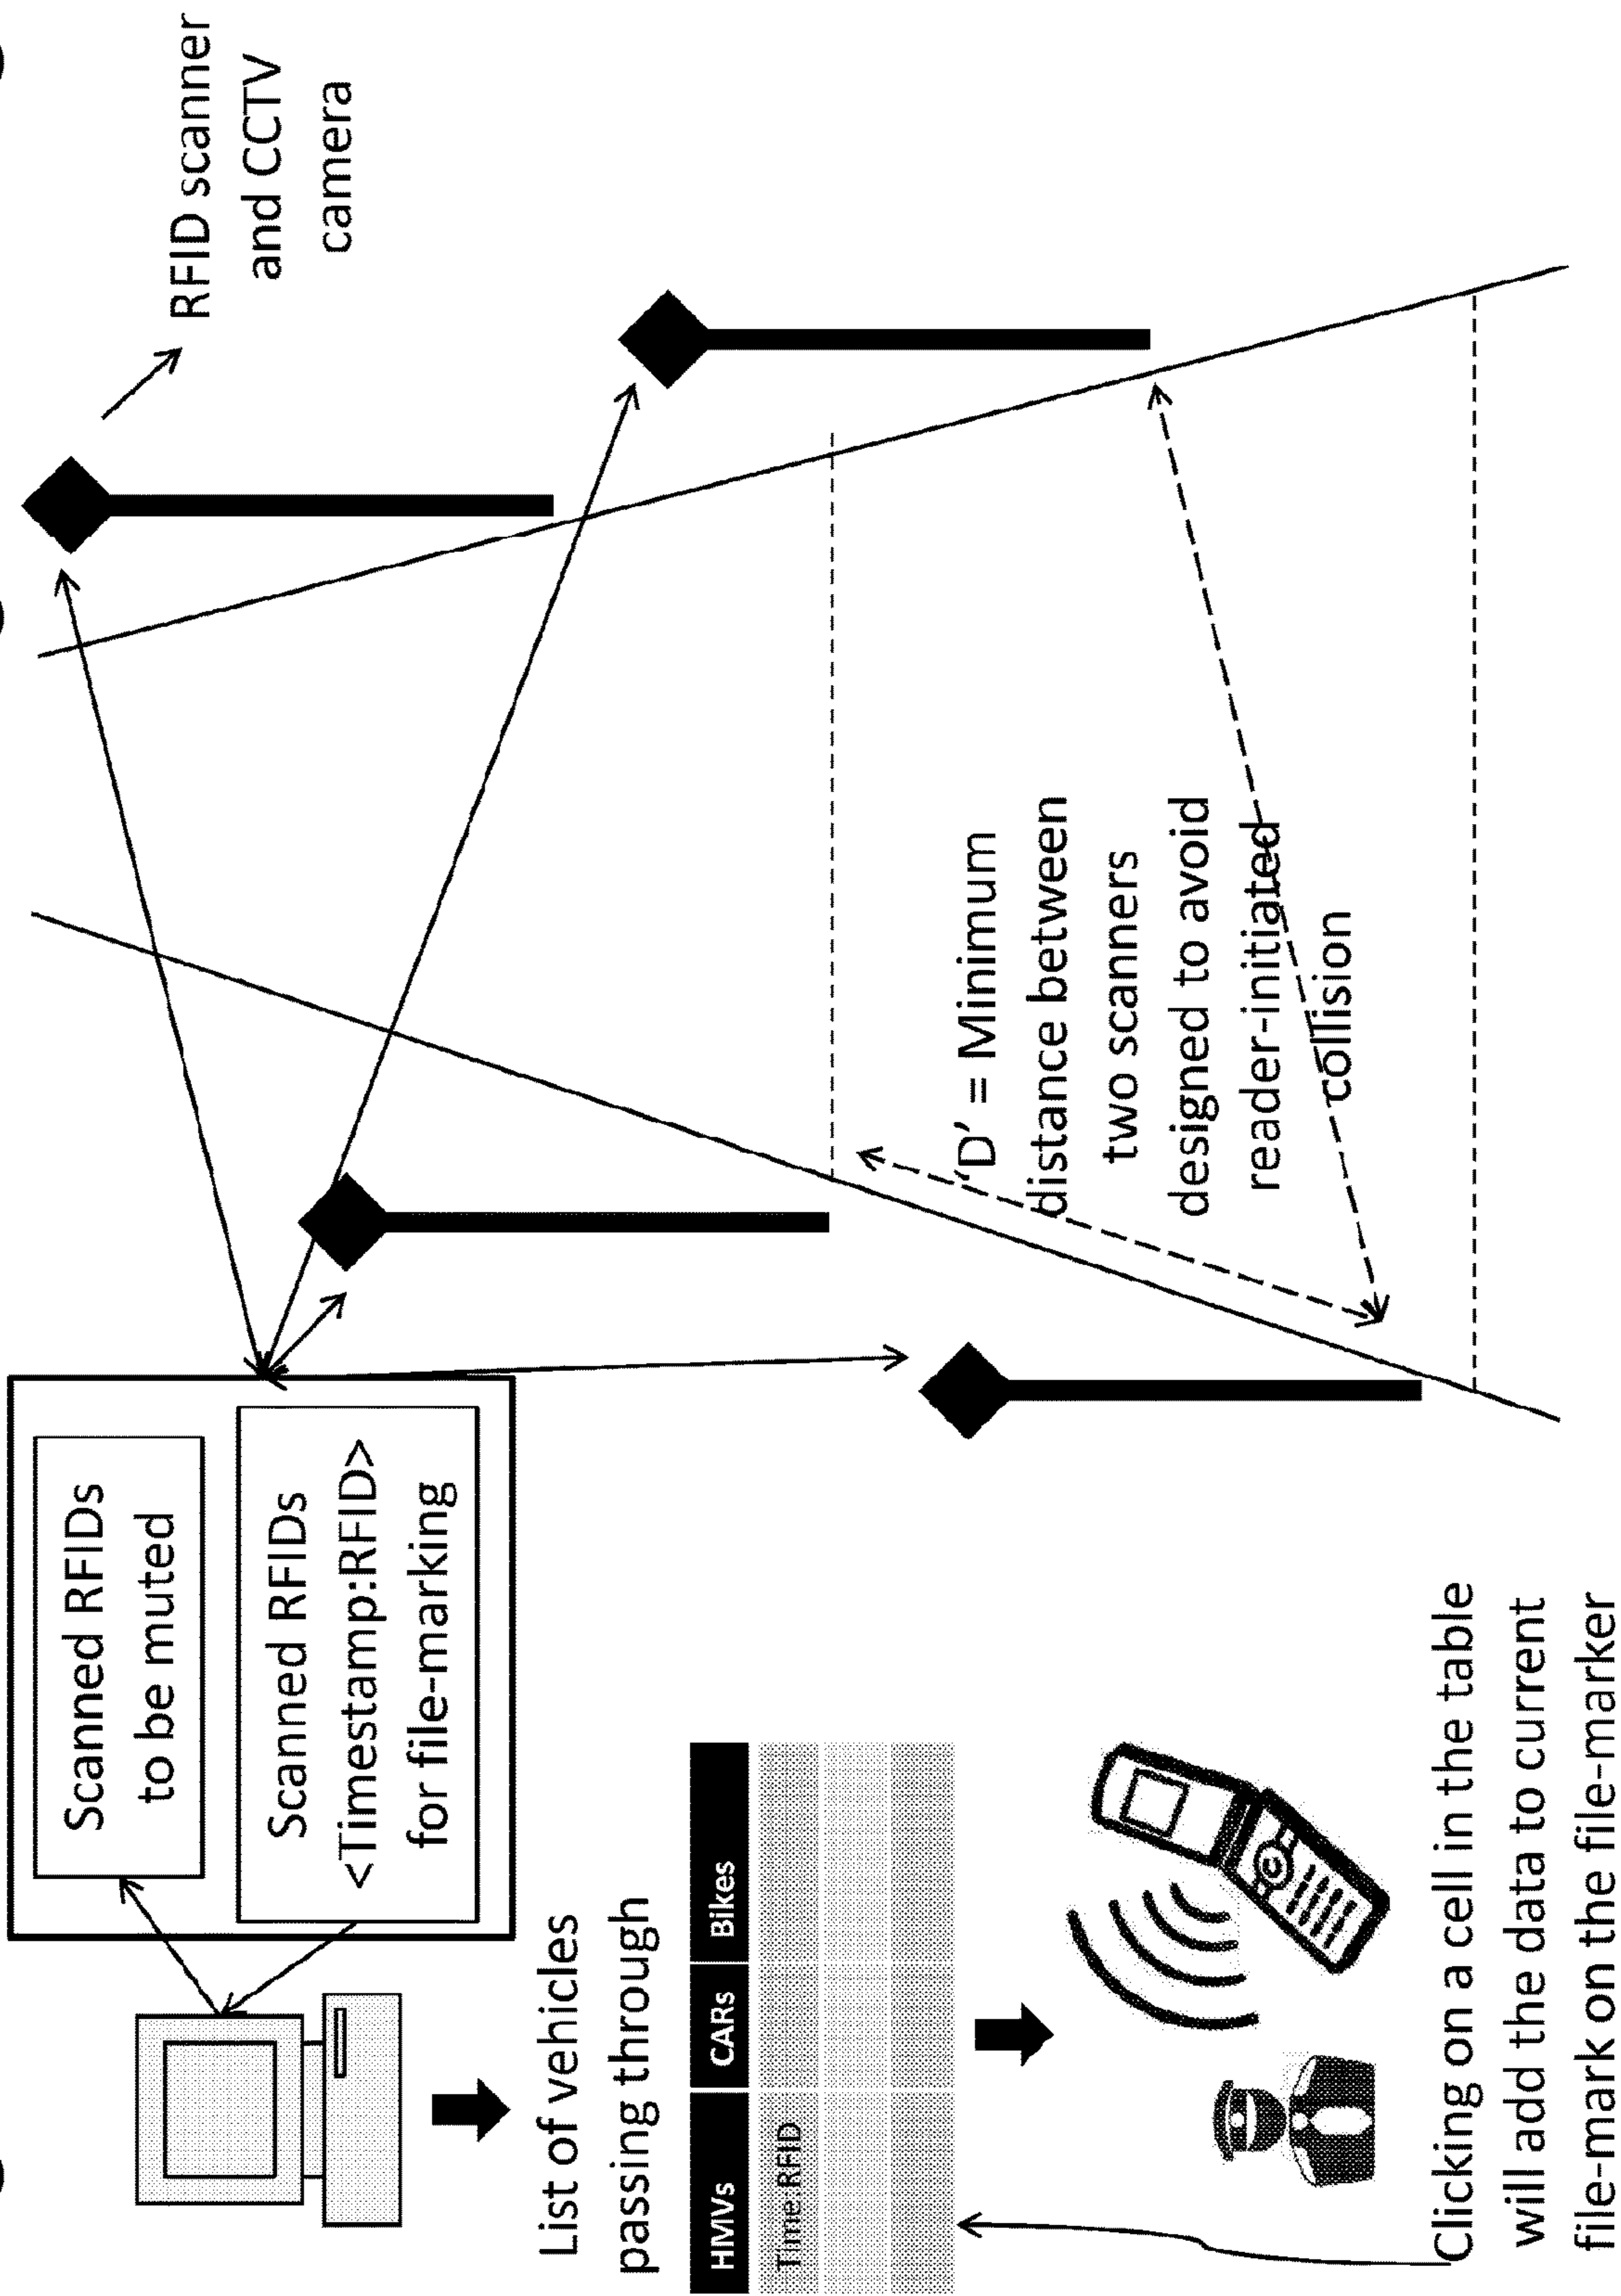 Scanned RFIDs
to be muted
Scanned RFIDs
<Timestamp:RFID>
for file-marking
RFID scanner
and CCTV
camera
List of vehicles
passing through
HMVs CARs Bikes
Time:RFID
'D' = Minimum
distance between
two scanners
designed to avoid
reader-initiated
collision
Clicking on a cell in the table
will add the data to current
file-mark on the file-marker